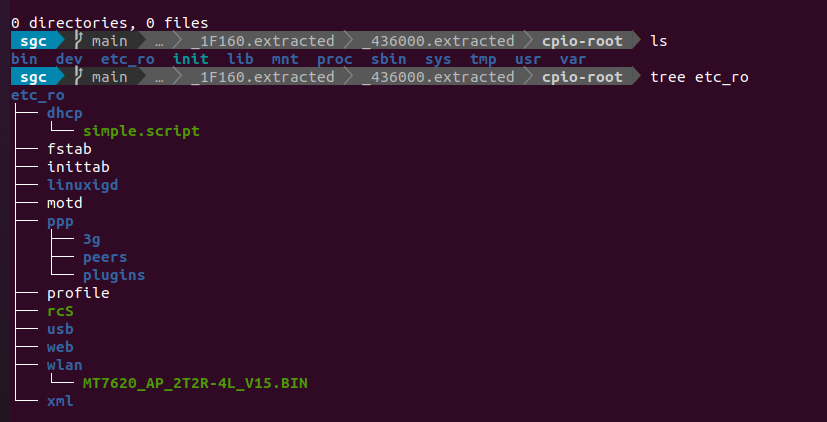 0 directories, 0 files
sgc main … _1F160.extracted _436000.extracted cpio-root ls
bin dev etc_ro init lib mnt proc sbin sys tmp usr var
sgc main … _1F160.extracted _436000.extracted cpio-root tree etc_ro
etc_ro
├── dhcp
│   └── simple.script
├── fstab
├── inittab
├── linuxigd
├── motd
├── ppp
│   ├── 3g
│   ├── peers
│   └── plugins
├── profile
├── rcS
├── usb
├── web
├── wlan
│   └── MT7620_AP_2T2R-4L_V15.BIN
└── xml